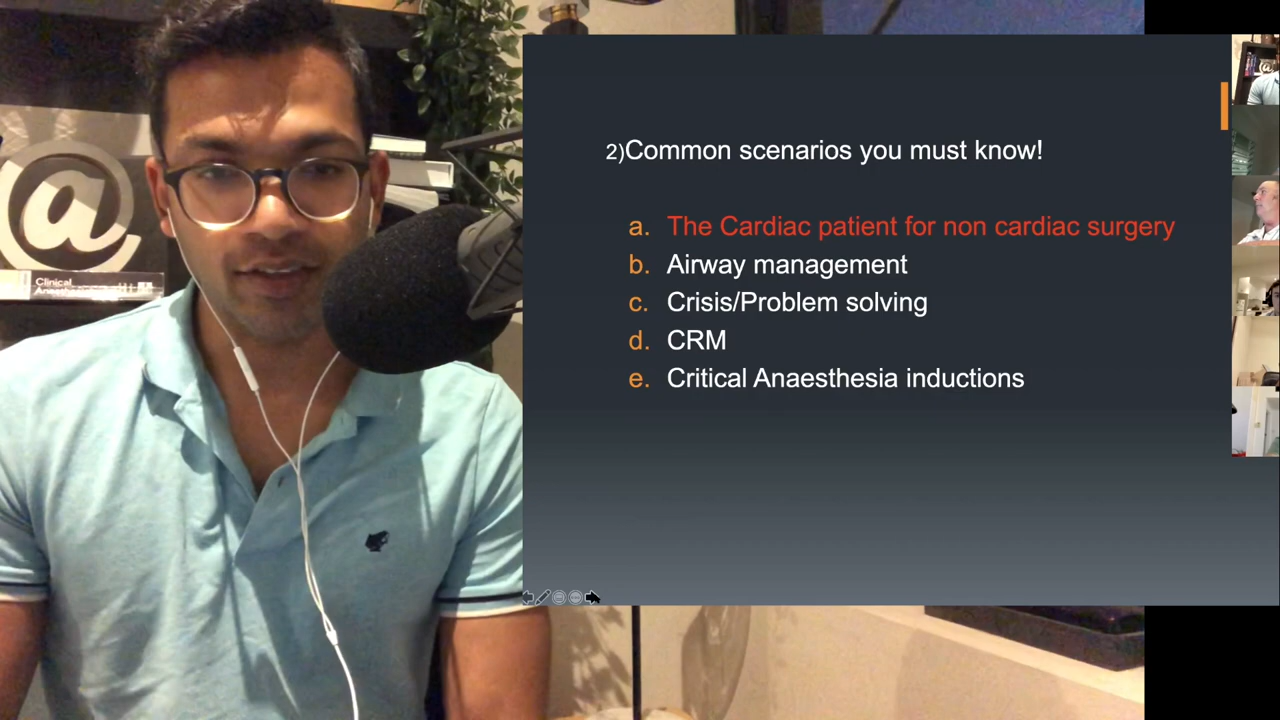 @
Clinical
2)Common scenarios you must know!
a. The Cardiac patient for non cardiac surgery
b. Airway management
c. Crisis/Problem solving
d. CRM
e. Critical Anaesthesia inductions